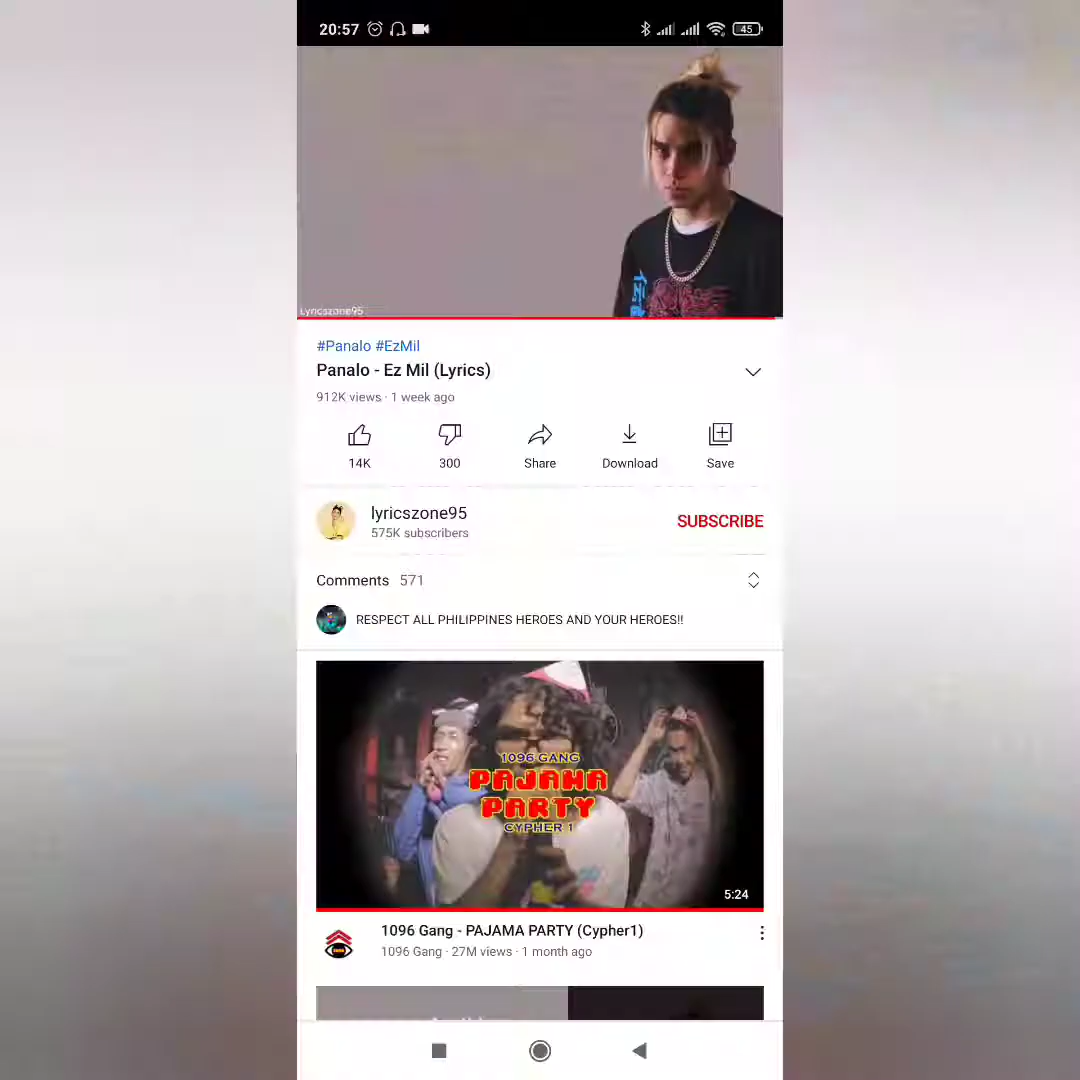 20:57
45
Lyricszone95
#Panalo #EzMil
Panalo - Ez Mil (Lyrics)
912K views · 1 week ago
14K
300
Share
Download
Save
lyricszone95
575K subscribers
SUBSCRIBE
Comments 571
RESPECT ALL PHILIPPINES HEROES AND YOUR HEROES!!
1096 GANG
PAJAMA
PARTY
CYPHER 1
5:24
1096 Gang - PAJAMA PARTY (Cypher1)
1096 Gang · 27M views · 1 month ago